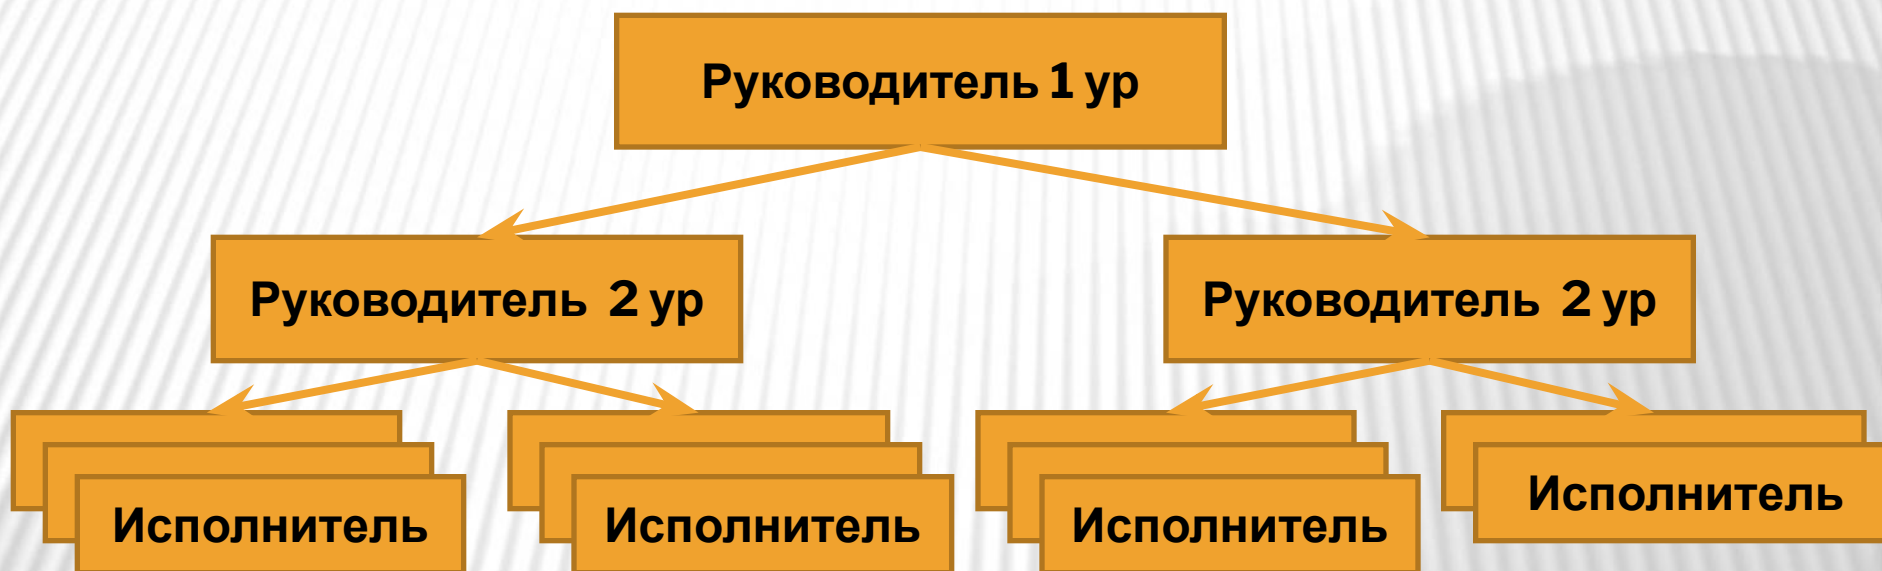 Руководитель 1 ур
Руководитель 2 ур
Руководитель 2 ур
Исполнитель
Исполнитель
Исполнитель
Исполнитель